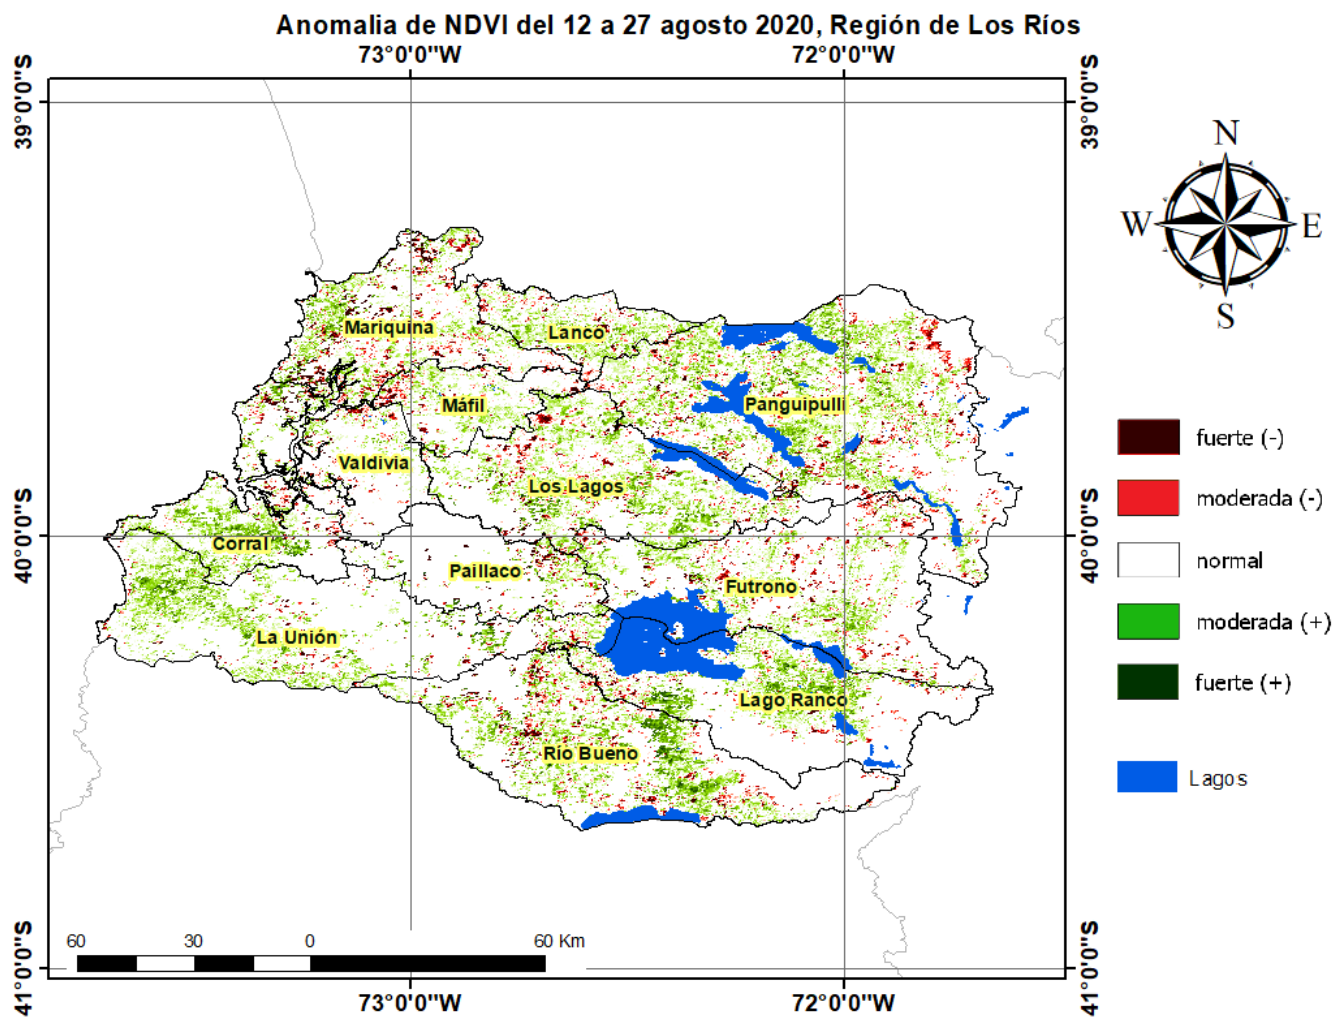 Anomalia de NDVI del 12 a 27 agosto 2020, Región de Los Ríos
73°0'0"W
72°0'0"W
39°0'0"S
39°0'0"S
N
W
E
S
Mariquina
Lanco
Máfil
Panguipulli
Valdivia
Los Lagos
40°0'0"S
40°0'0"S
Corral
Paillaco
Futrono
La Unión
Lago Ranco
Río Bueno
fuerte (-)
moderada (-)
normal
moderada (+)
fuerte (+)
Lagos
60
30
0
60 Km
41°0'0"S
41°0'0"S
73°0'0"W
72°0'0"W